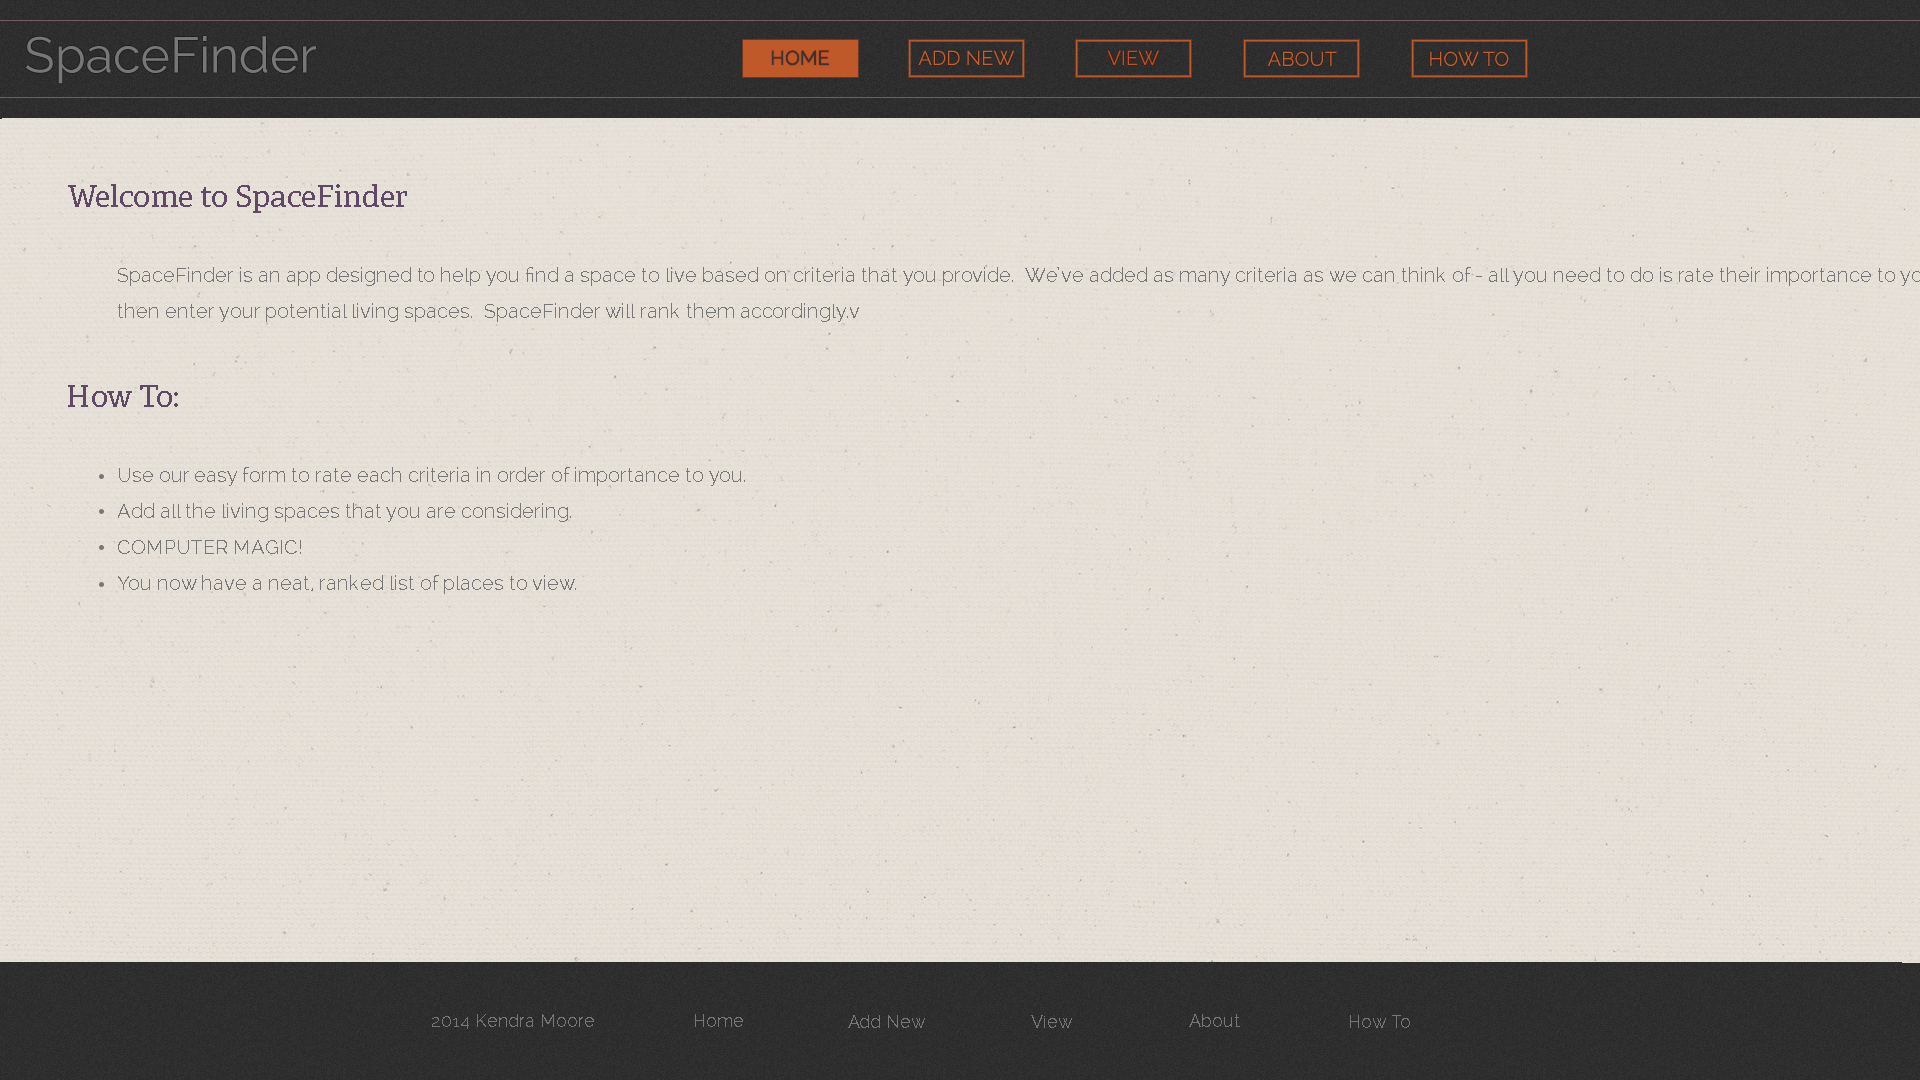 SpaceFinder
HOME
ADD NEW
VIEW
ABOUT
HOW TO
Welcome to SpaceFinder
SpaceFinder is an app designed to help you find a space to live based on criteria that you provide. We've added as many criteria as we can think of - all you need to do is rate their importance to
then enter your potential living spaces. SpaceFinder will rank them accordingly.v
How To:
• Use our easy form to rate each criteria in order of importance to you.
• Add all the living spaces that you are considering.
• COMPUTER MAGIC!
• You now have a neat, ranked list of places to view.
2014 Kendra Moore
Home
Add New
View
About
How To